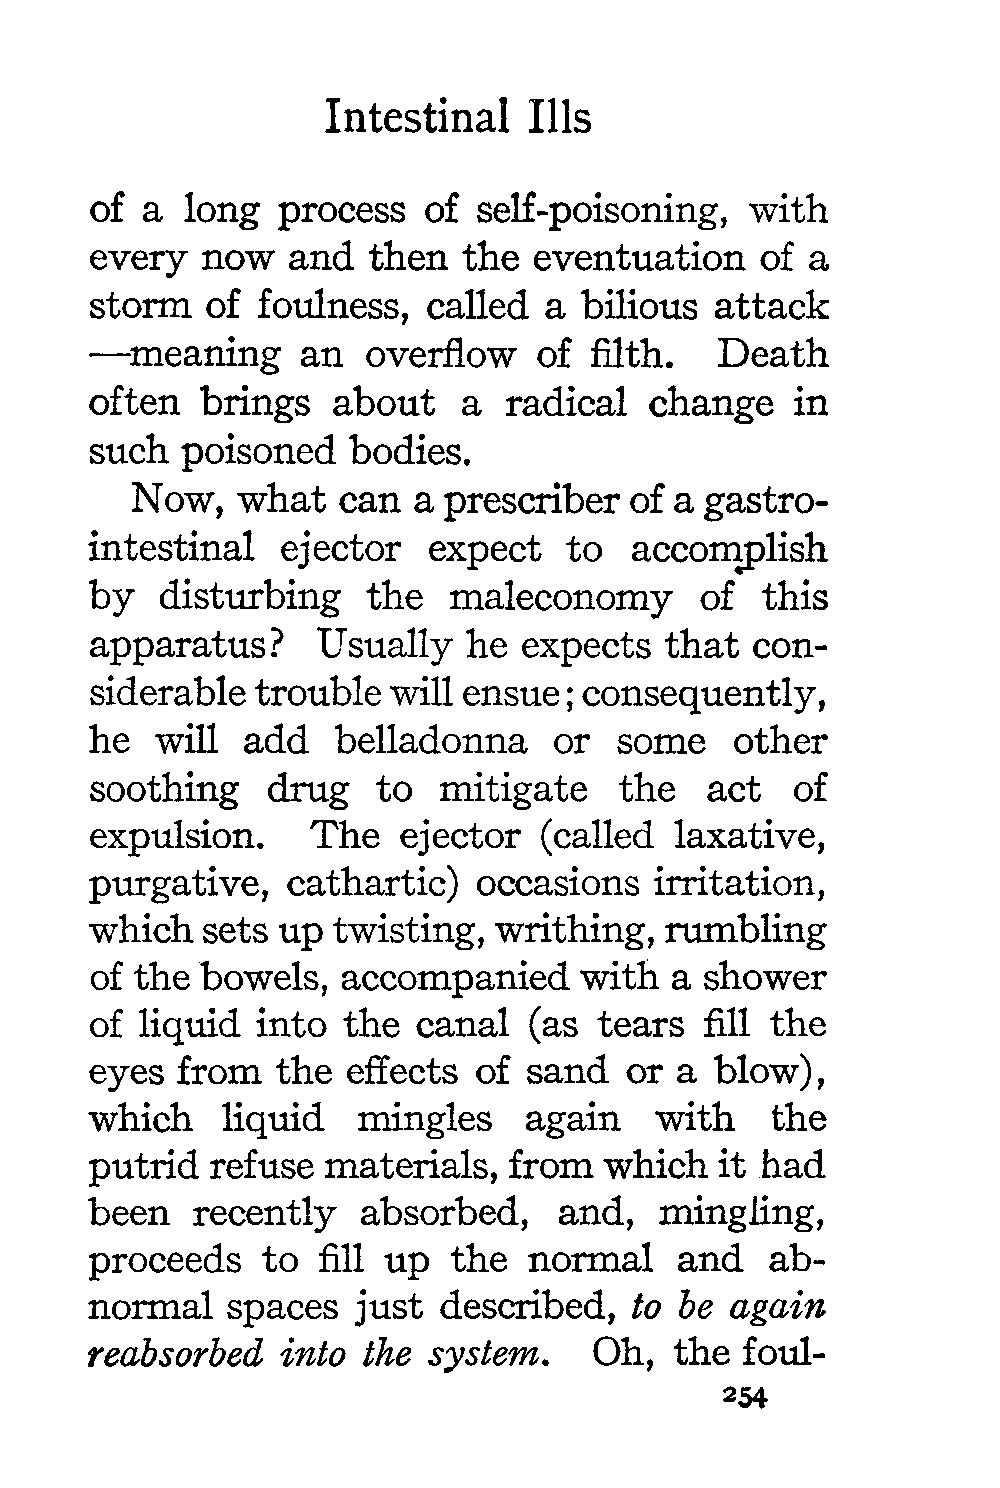 Intestinal Ills
of a long process of self-poisoning, with
every now and then the eventuation of a
storm of foulness, called a bilious attack
—meaning an overflow of filth. Death
often brings about a radical change in
such poisoned bodies.
Now, what can a prescriber of a gastro-
intestinal ejector expect to accomplish
by disturbing the maleconomy of this
apparatus? Usually he expects that con-
siderable trouble will ensue; consequently,
he will add belladonna or some other
soothing drug to mitigate the act of
expulsion. The ejector (called laxative,
purgative, cathartic) occasions irritation,
which sets up twisting, writhing, rumbling
of the bowels, accompanied with a shower
of liquid into the canal (as tears fill the
eyes from the effects of sand or a blow),
which liquid mingles again with the
putrid refuse materials, from which it had
been recently absorbed, and, mingling,
proceeds to fill up the normal and ab-
normal spaces just described, to be again
reabsorbed into the system. Oh, the foul-
254